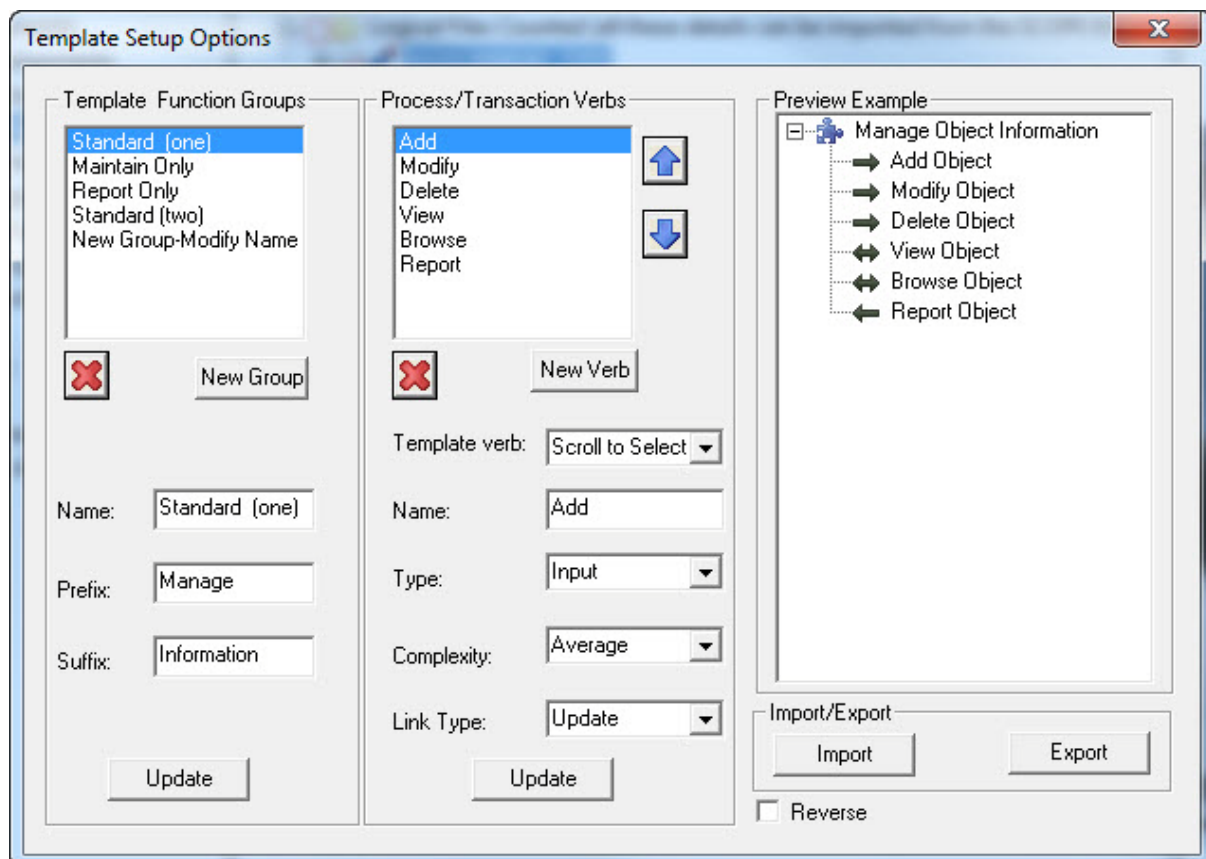 Template Setup Options
Template  Function Groups
Standard  (one)
Maintain Only
Report Only
Standard (two)
New Group-Modify Name
New Group
Name:
Standard  (one)
Prefix:
Manage
Suffix:
Information
Update
Process/Transaction Verbs
Add
Modify
Delete
View
Browse
Report
New Verb
Template verb:
Scroll to Select
Name:
Add
Type:
Input
Complexity:
Average
Link Type:
Update
Update
Preview Example
Manage Object Information
Add Object
Modify Object
Delete Object
View Object
Browse Object
Report Object
Import/Export
Import
Export
Reverse